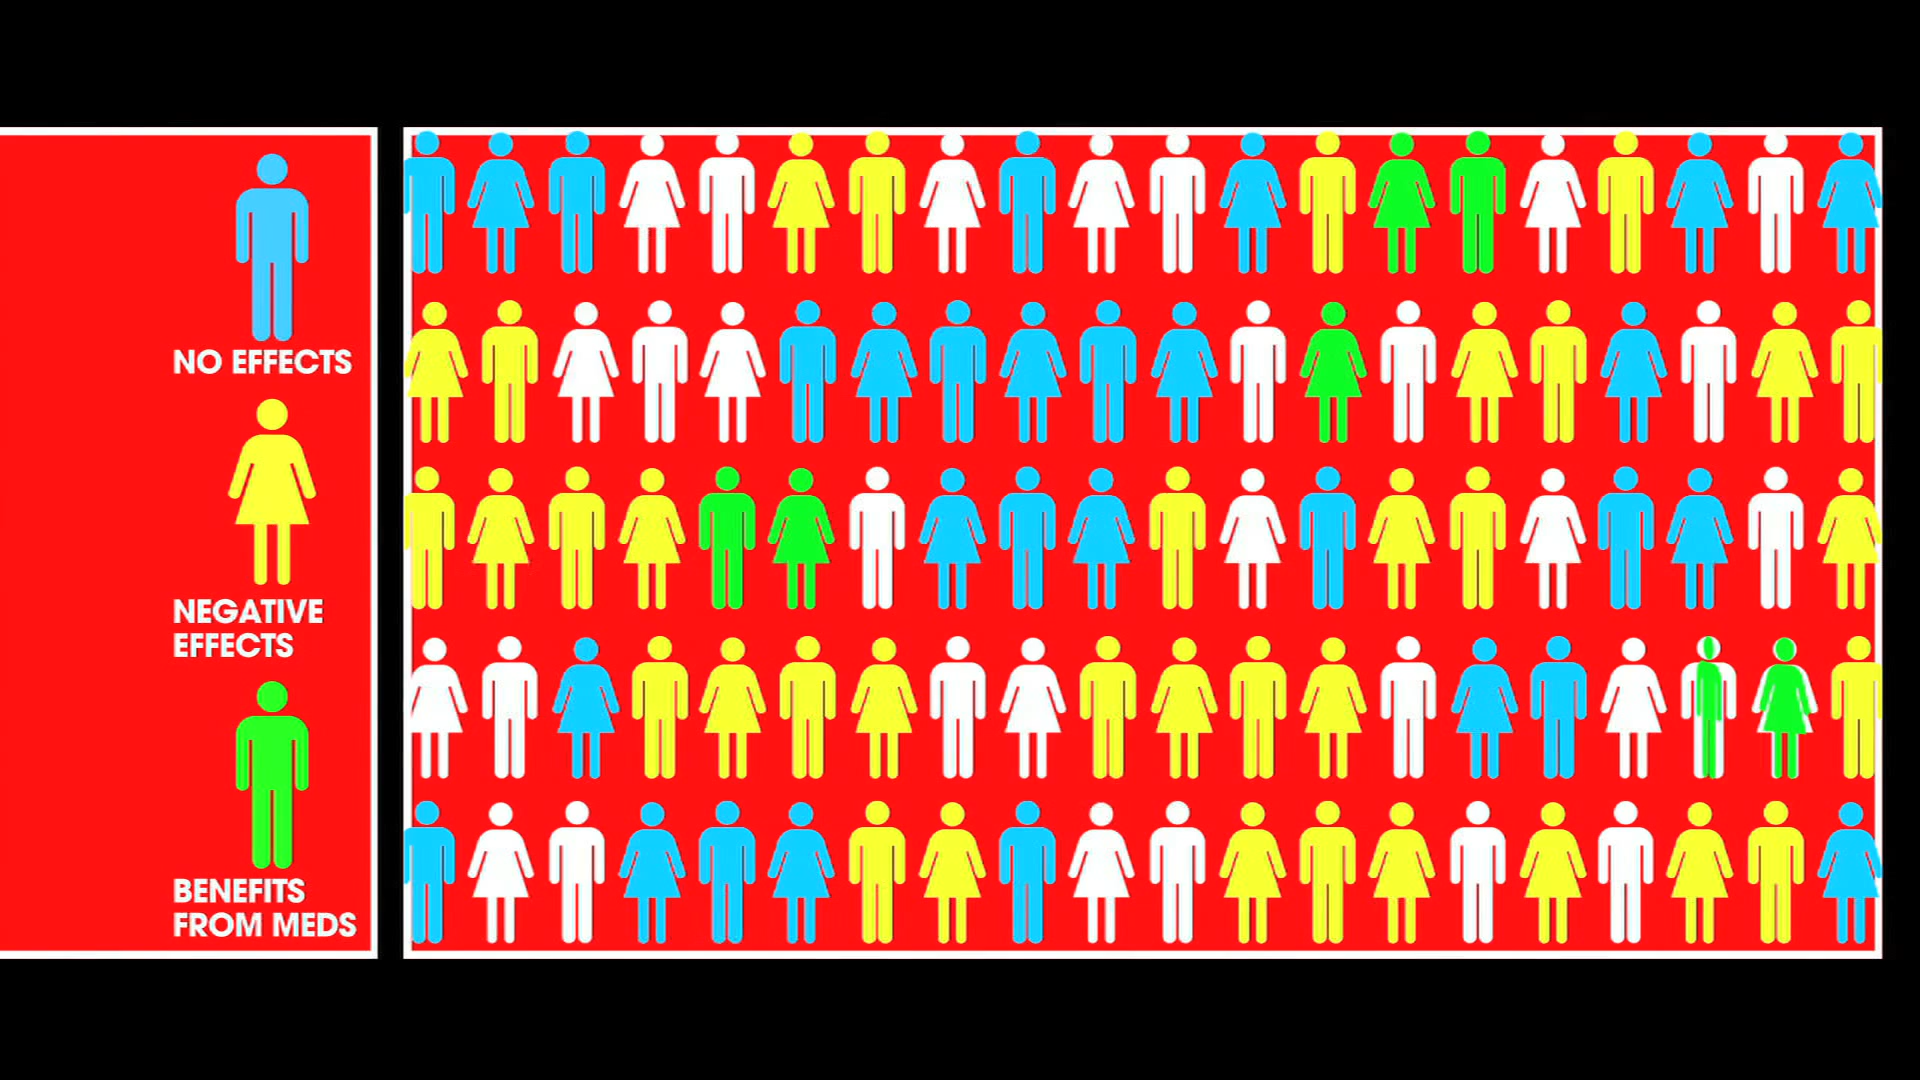 NO EFFECTS
NEGATIVE
EFFECTS
BENEFITS
FROM MEDS